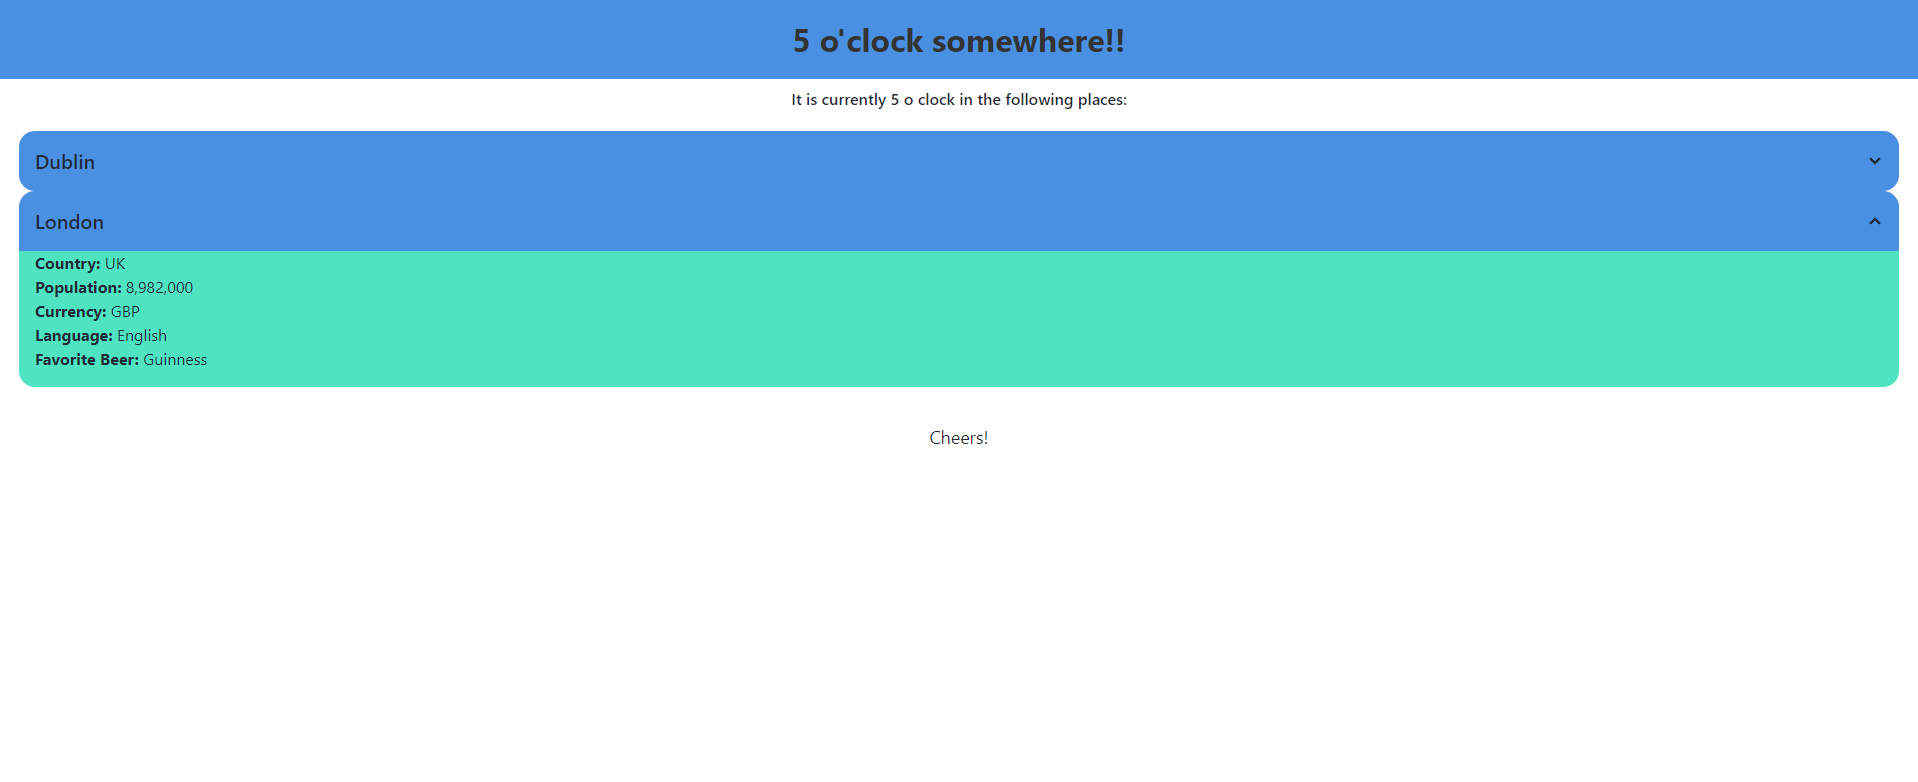 5 o'clock somewhere!!
It is currently 5 o clock in the following places:
Dublin
London
Country: UK
Population: 8,982,000
Currency: GBP
Language: English
Favorite Beer: Guinness
Cheers!